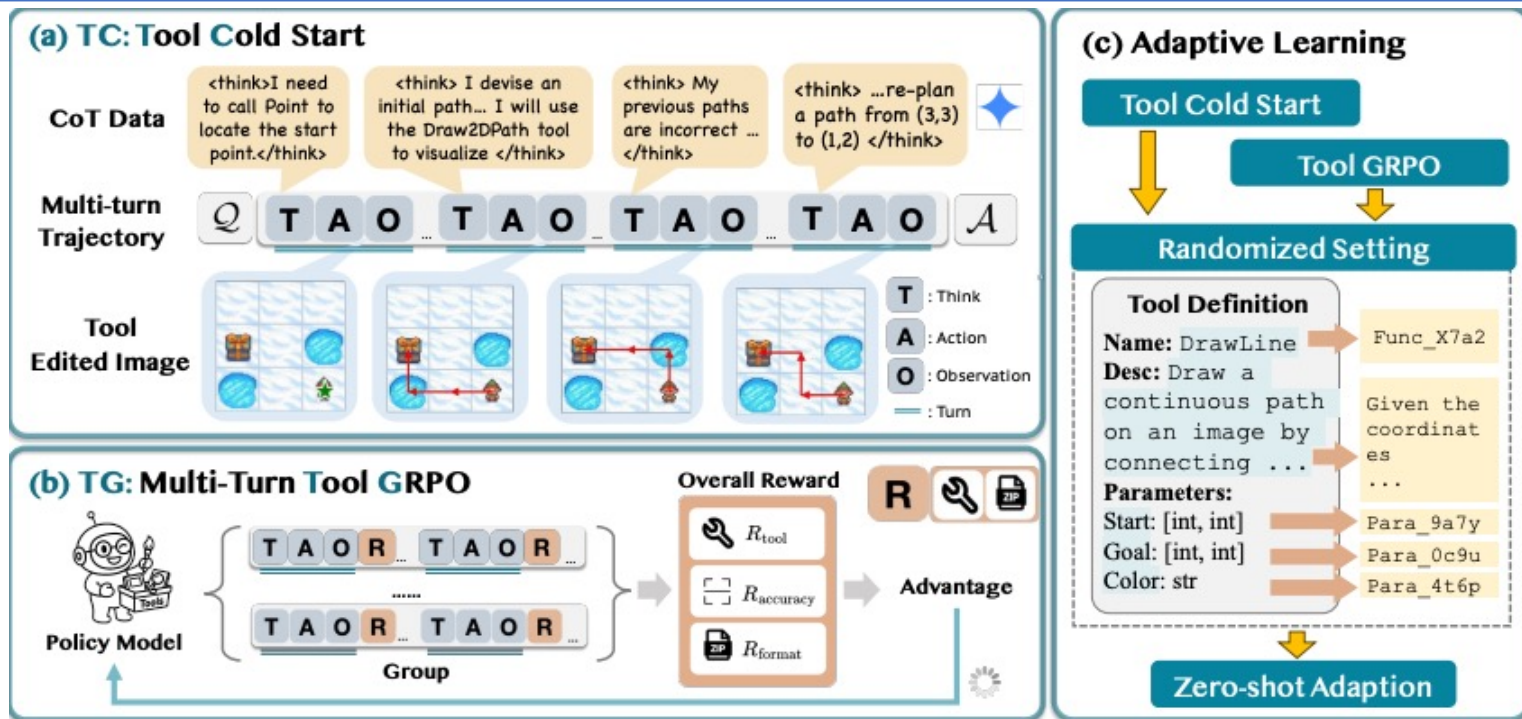 (a) TC: Tool Cold Start
CoT Data
<think>I need
to call Point to
locate the start
point.</think>
<think> I devise an
initial path... I will use
the Draw2DPath tool
to visualize </think>
<think> My
previous paths
are incorrect ...
</think>
<think> ...re-plan
a path from (3,3)
to (1,2) </think>
Multi-turn
Trajectory
Q T A O ... T A O ... T A O ... T A O A
Tool
Edited Image
T : Think
A : Action
O : Observation
: Turn
(b) TG: Multi-Turn Tool GRPO
Policy Model
Tools
T A O R ... T A O R ...
......
T A O R ... T A O R ...
Group
Overall Reward
R_tool
R_accuracy
ZIP R_format
R ZIP
Advantage
(c) Adaptive Learning
Tool Cold Start
Tool GRPO
Randomized Setting
Tool Definition
Name: DrawLine
Desc: Draw a
continuous path
on an image by
connecting ...
Parameters:
Start: [int, int]
Goal: [int, int]
Color: str
Func_X7a2
Given the
coordinat
es
...
Para_9a7y
Para_0c9u
Para_4t6p
Zero-shot Adaption